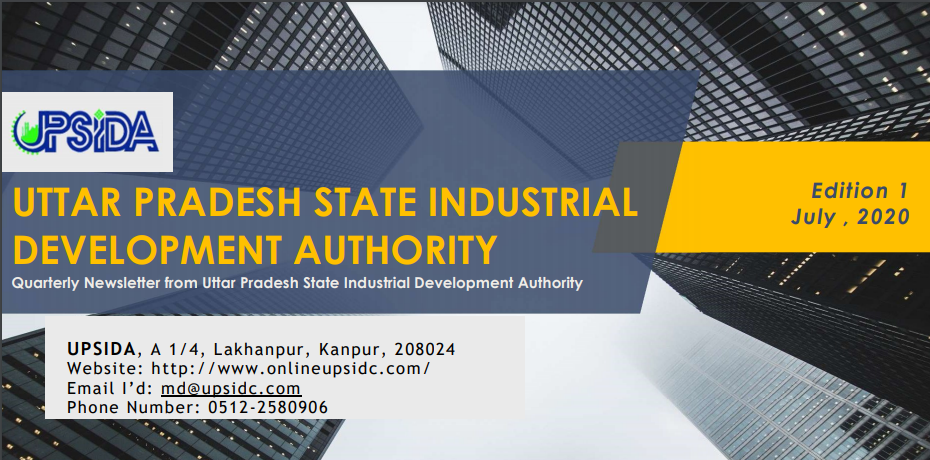 UPSIDA
UTTAR PRADESH STATE INDUSTRIAL
DEVELOPMENT AUTHORITY
Quarterly Newsletter from Uttar Pradesh State Industrial Development Authority
Edition 1
July , 2020
UPSIDA, A 1/4, Lakhanpur, Kanpur, 208024
Website: http://www.onlineupsidc.com/
Email I’d: md@upsidc.com
Phone Number: 0512-2580906